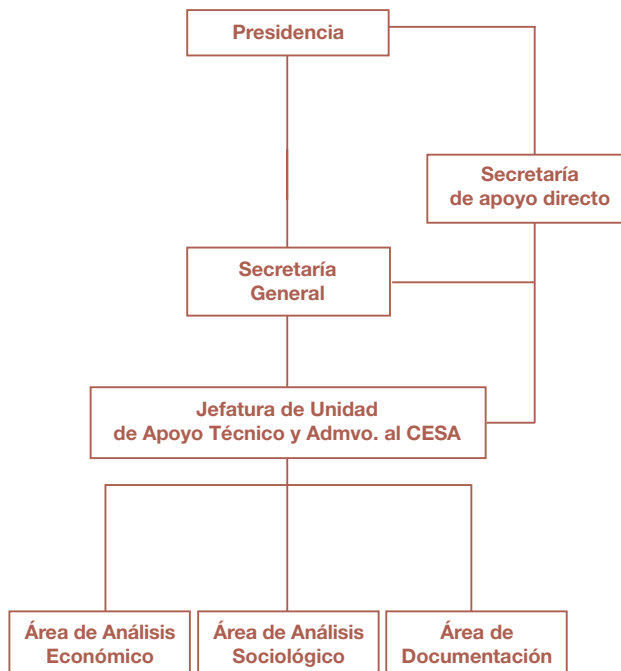 Presidencia
Secretaría
de apoyo directo
Secretaría
General
Jefatura de Unidad
de Apoyo Técnico y Admvo. al CESA
Área de Análisis
Económico
Área de Análisis
Sociológico
Área de
Documentación